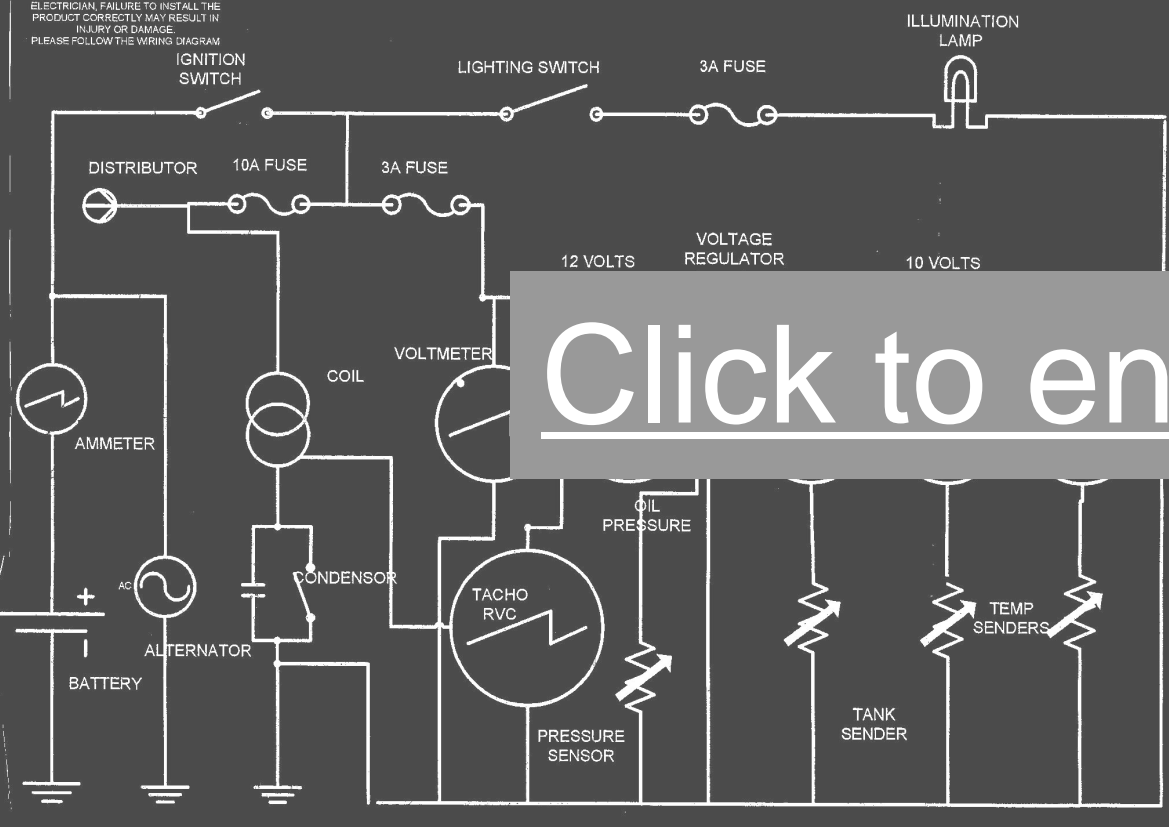 ELECTRICIAN, FAILURE TO INSTALL THE
PRODUCT CORRECTLY MAY RESULT IN
INJURY OR DAMAGE.
PLEASE FOLLOW THE WIRING DIAGRAM
IGNITION
SWITCH
LIGHTING SWITCH
3A FUSE
ILLUMINATION
LAMP
DISTRIBUTOR
10A FUSE
3A FUSE
12 VOLTS
VOLTAGE
REGULATOR
10 VOLTS
VOLTMETER
COIL
Click to en
AMMETER
OIL
PRESSURE
AC
CONDENSOR
TACHO
RVC
TEMP
SENDERS
+
ALTERNATOR
BATTERY
PRESSURE
SENSOR
TANK
SENDER